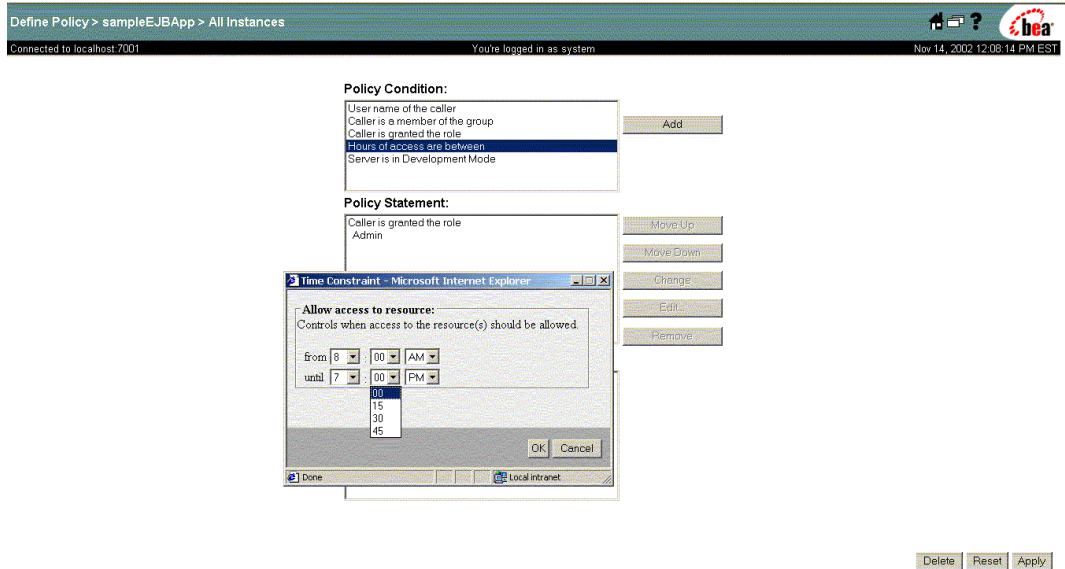 Define Policy > sampleEJBApp > All Instances
?
bea
Connected to localhost:7001
You're logged in as system
Nov 14, 2002 12:08:14 PM EST
Policy Condition:
User name of the caller
Caller is a member of the group
Caller is granted the role
Hours of access are between
Server is in Development Mode
Add
Policy Statement:
Caller is granted the role
Admin
Move Up
Move Down
Change
Edit...
Remove
Time Constraint - Microsoft Internet Explorer
Allow access to resource:
Controls when access to the resource(s) should be allowed.
from 8 : 00 AM
until 7 : 00 PM
00
15
30
45
OK Cancel
Done
Local intranet
Delete Reset Apply